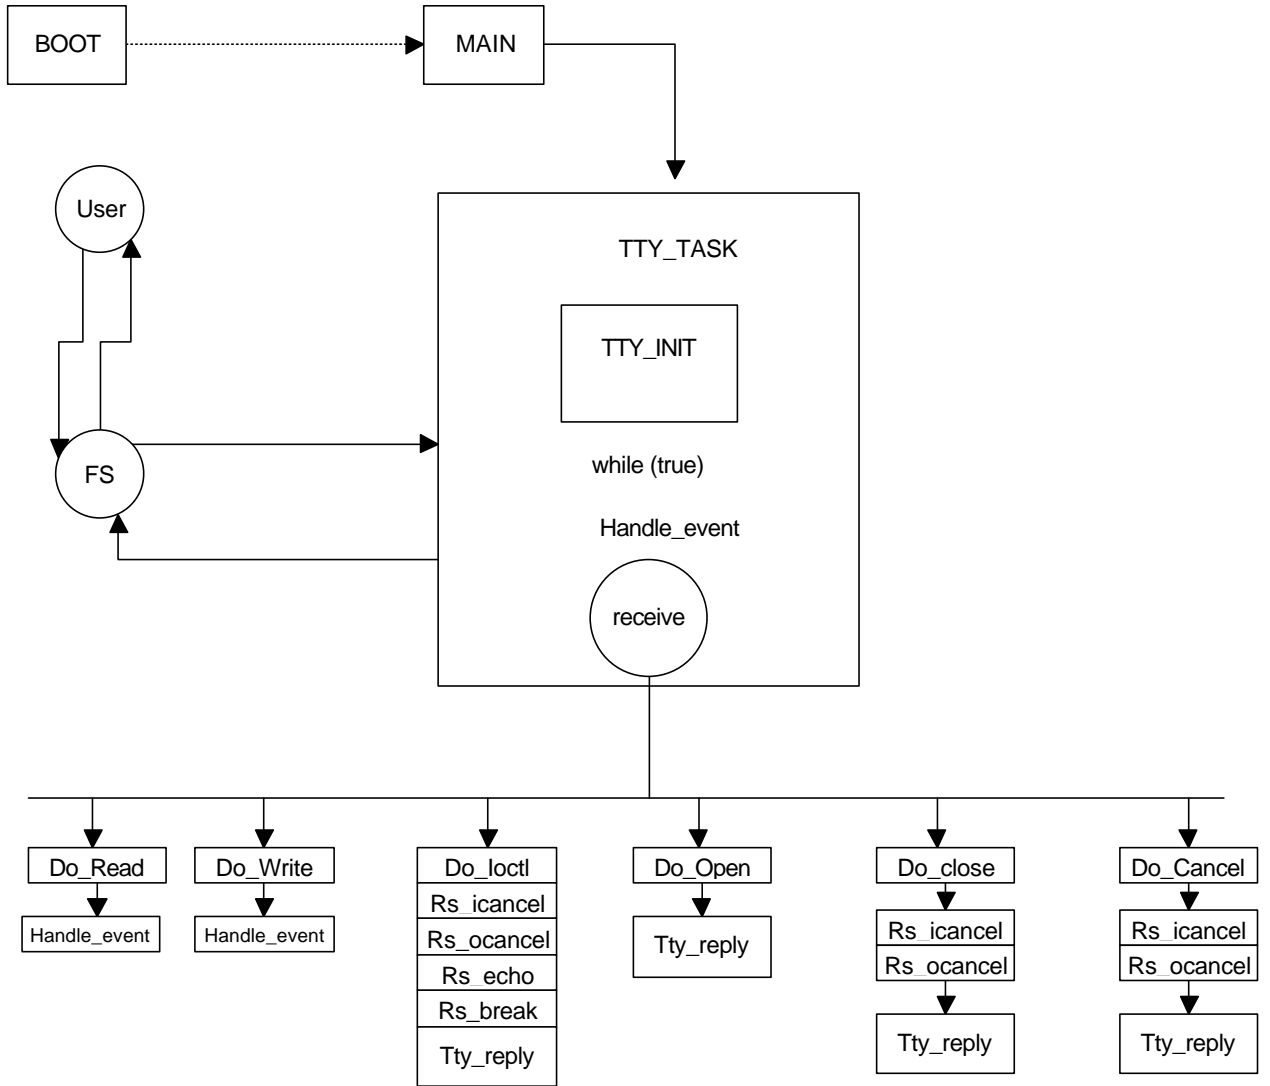 BOOT
MAIN
User
TTY_TASK
TTY_INIT
while (true)
FS
Handle_event
receive
Do_Read
Do_Write
Do_Ioctl
Do_Open
Do_close
Do_Cancel
Handle_event
Handle_event
Rs_icancel
Rs_ocancel
Rs_echo
Rs_break
Tty_reply
Tty_reply
Rs_icancel
Rs_ocancel
Tty_reply
Rs_icancel
Rs_ocancel
Tty_reply